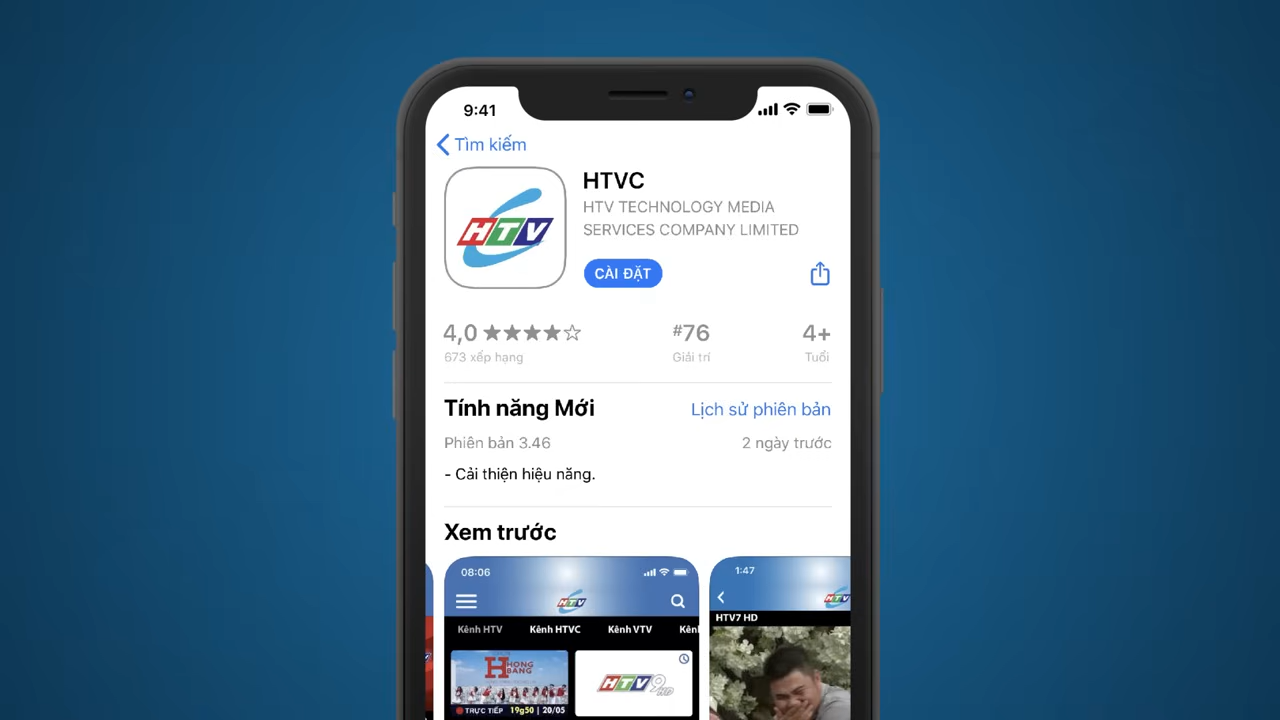 9:41
Tìm kiếm
HTV
HTVC
HTV TECHNOLOGY MEDIA
SERVICES COMPANY LIMITED
CÀI ĐẶT
4,0 ★★★★☆
#76
4+
673 xếp hạng
Giải trí
Tuổi
Tính năng Mới
Lịch sử phiên bản
Phiên bản 3.46
2 ngày trước
- Cải thiện hiệu năng.
Xem trước
08:06
HTV
Kênh HTV
Kênh HTVC
Kênh VTV
Kên
HONG
BANG
TRỰC TIẾP 19g50 | 20/05
HTV9
HD
1:47
HTV
HTV7 HD